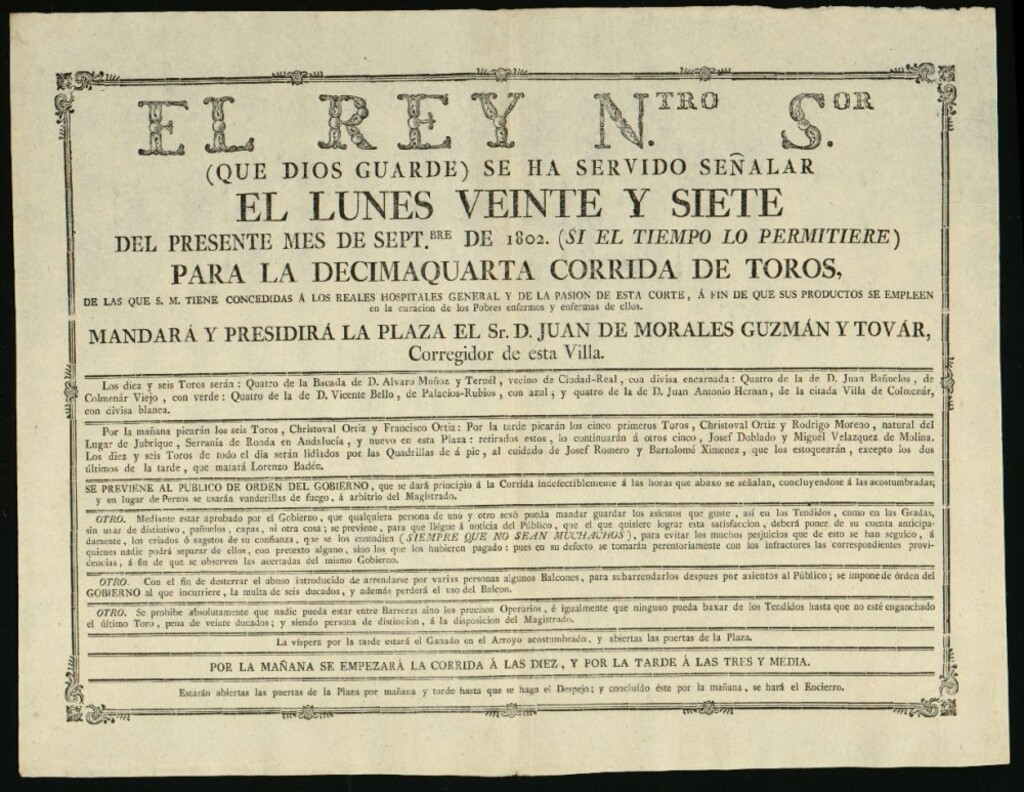 EL REY N.TRO S.OR
(QUE DIOS GUARDE) SE HA SERVIDO SEÑALAR
EL LUNES VEINTE Y SIETE
DEL PRESENTE MES DE SEPT.BRE DE 1802. (SI EL TIEMPO LO PERMITIERE)
PARA LA DECIMAQUARTA CORRIDA DE TOROS,
DE LAS QUE S. M. TIENE CONCEDIDAS Á LOS REALES HOSPITALES GENERAL Y DE LA PASION DE ESTA CORTE, Á FIN DE QUE SUS PRODUCTOS SE EMPLEEN
en la curacion de los Pobres enfermos y enfermas de ellos.
MANDARÁ Y PRESIDIRÁ LA PLAZA EL Sr. D. JUAN DE MORALES GUZMÁN Y TOVÁR,
Corregidor de esta Villa.
Los diez y seis Toros serán: Quatro de la Bacada de D. Alvaro Muñoz y Teruél, vecino de Ciudad-Real, con divisa encarnada: Quatro de la de D. Juan Bañuelos, de
Colmenár Viejo, con verde: Quatro de la de D. Vicente Bello, de Palacios-Rubios, con azul; y quatro de la de D. Juan Antonio Hernan, de la citada Villa de Colmenár,
con divisa blanca.
Por la mañana picarán los seis Toros, Christoval Ortiz y Francisco Ortiz: Por la tarde picarán los cinco primeros Toros, Christoval Ortiz y Rodrigo Moreno, natural del
Lugar de Jubrique, Serranía de Ronda en Andalucía, y nuevo en esta Plaza: retirados estos, lo continuarán á otros cinco, Josef Doblado y Miguél Velazquez de Molina.
Los diez y seis Toros de todo el dia serán lidiados por las Quadrillas de á pie, al cuidado de Josef Romero y Bartolomé Ximenez, que los estoquearán, excepto los dos
últimos de la tarde, que matará Lorenzo Badén.
SE PREVIENE AL PUBLICO DE ORDEN DEL GOBIERNO, que se dará principio á la Corrida indefectiblemente á las horas que abaxo se señalan, concluyendose á las acostumbradas;
y en lugar de Perros se usarán vanderillas de fuego, á arbitrio del Magistrado.
OTRO. Mediante estar aprobado por el Gobierno, que qualquiera persona de uno y otro sexô pueda mandar guardar los asientos que guste, asi en los Tendidos, como en las Gradas,
sin usar de distintivo, pañuelos, capas, ni otra cosa; se previene, para que llégue á noticia del Público, que el que quisiere lograr esta satisfaccion, deberá poner de su cuenta anticipa-
damente, los criados ó sugetos de su confianza, que se los custodien (SIEMPRE QUE NO SEAN MUCHACHOS), para evitar los muchos perjuicios que de esto se han seguido, á
quienes nadie podrá separar de ellos, con pretexto alguno, sino los que los hubieren pagado: pues en su defecto se tomarán perentoriamente con los infractores las correspondientes provi-
dencias, á fin de que se observen las acertadas del mismo Gobierno.
OTRO. Con el fin de desterrar el abuso introducido de arrendarse por varias personas algunos Balcones, para subarrendarlos despues por asientos al Público; se impone de órden del
GOBIERNO al que incurriere, la multa de seis ducados, y además perderá el uso del Balcon.
OTRO. Se prohibe absolutamente que nadie pueda estar entre Barreras sino los precisos Operarios, é igualmente que ninguno pueda baxar de los Tendidos hasta que no esté enganchado
el último Toro, pena de veinte ducados; y siendo persona de distincion, á la disposicion del Magistrado.
La víspera por la tarde estará el Ganado en el Arroyo acostumbrado, y abiertas las puertas de la Plaza.
POR LA MAÑANA SE EMPEZARÁ LA CORRIDA Á LAS DIEZ, Y POR LA TARDE Á LAS TRES Y MEDIA.
Estarán abiertas las puertas de la Plaza por mañana y tarde hasta que se haga el Despejo; y concluído éste por la mañana, se hará el Encierro.